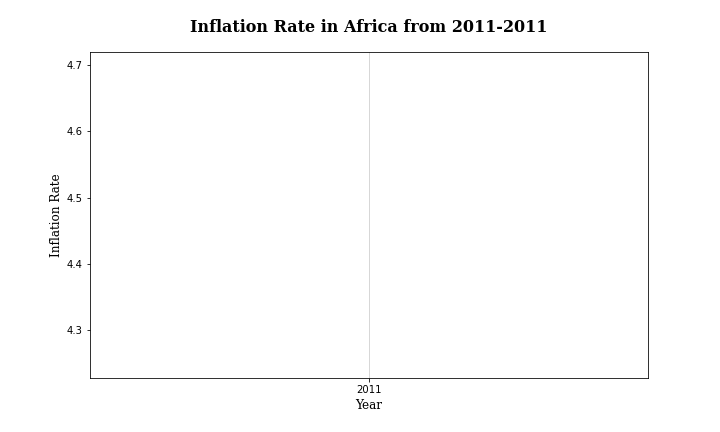 Inflation Rate in Africa from 2011-2011
4.7
4.6
4.5
4.4
4.3
Inflation Rate
2011
Year